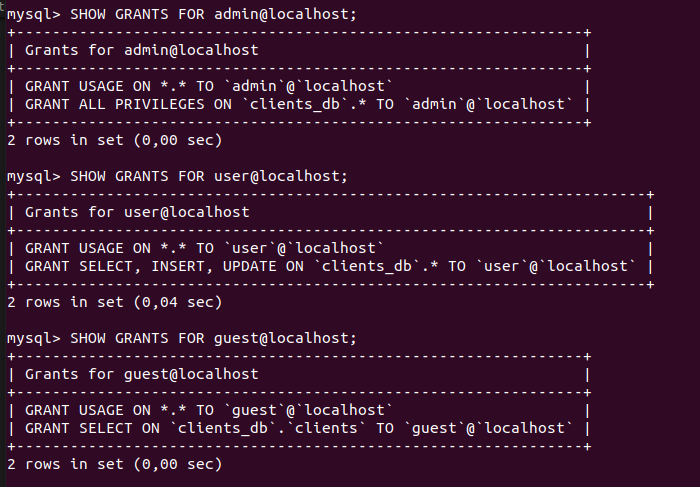 mysql> SHOW GRANTS FOR admin@localhost;
+---------------------------------------------------------------+
| Grants for admin@localhost                                    |
+---------------------------------------------------------------+
| GRANT USAGE ON *.* TO `admin`@`localhost`                     |
| GRANT ALL PRIVILEGES ON `clients_db`.* TO `admin`@`localhost` |
+---------------------------------------------------------------+
2 rows in set (0,00 sec)
mysql> SHOW GRANTS FOR user@localhost;
+----------------------------------------------------------------------+
| Grants for user@localhost                                            |
+----------------------------------------------------------------------+
| GRANT USAGE ON *.* TO `user`@`localhost`                             |
| GRANT SELECT, INSERT, UPDATE ON `clients_db`.* TO `user`@`localhost` |
+----------------------------------------------------------------------+
2 rows in set (0,04 sec)
mysql> SHOW GRANTS FOR guest@localhost;
+---------------------------------------------------------------+
| Grants for guest@localhost                                    |
+---------------------------------------------------------------+
| GRANT USAGE ON *.* TO `guest`@`localhost`                     |
| GRANT SELECT ON `clients_db`.`clients` TO `guest`@`localhost` |
+---------------------------------------------------------------+
2 rows in set (0,00 sec)